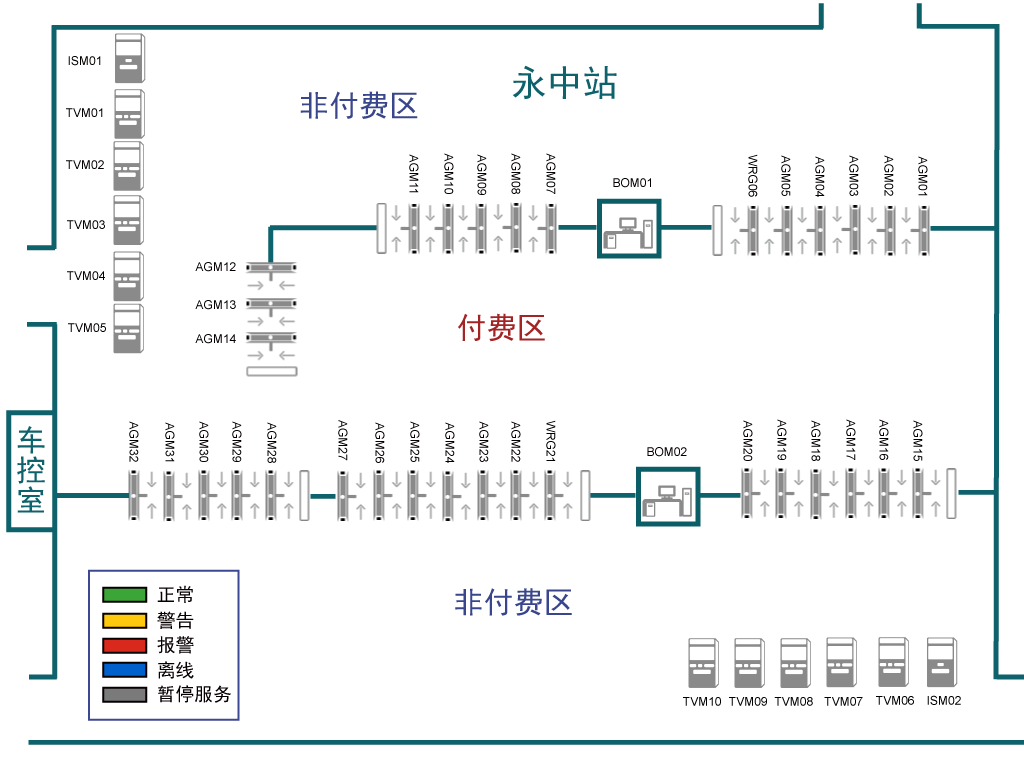 永中站
非付费区
ISM01
TVM01
TVM02
TVM03
TVM04
TVM05
AGM11
AGM10
AGM09
AGM08
AGM07
BOM01
WRG06
AGM05
AGM04
AGM03
AGM02
AGM01
AGM12
AGM13
AGM14
付费区
车控室
AGM32
AGM31
AGM30
AGM29
AGM28
AGM27
AGM26
AGM25
AGM24
AGM23
AGM22
WRG21
BOM02
AGM20
AGM19
AGM18
AGM17
AGM16
AGM15
非付费区
正常
警告
报警
离线
暂停服务
TVM10
TVM09
TVM08
TVM07
TVM06
ISM02